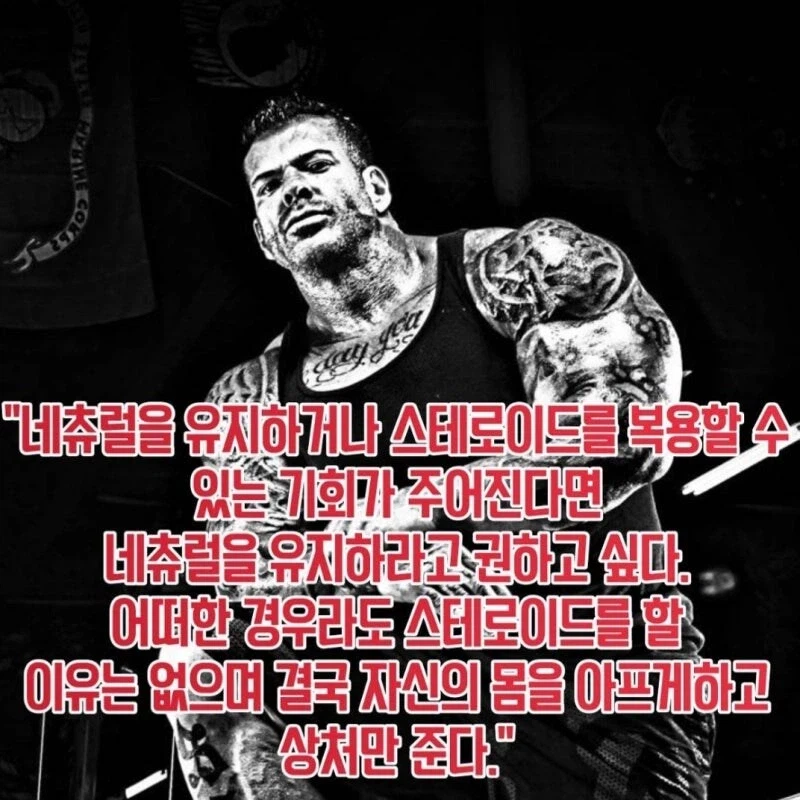 MARINE CORPS
day you
"네츄럴을 유지하거나 스테로이드를 복용할 수
있는 기회가 주어진다면
네츄럴을 유지하라고 권하고 싶다.
어떠한 경우라도 스테로이드를 할
이유는 없으며 결국 자신의 몸을 아프게하고
상처만 준다."